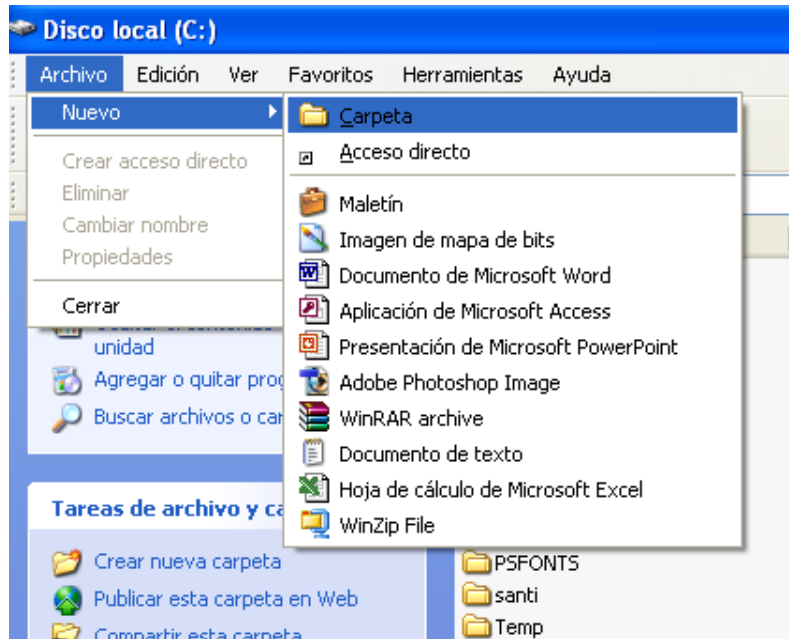 Disco local (C:)
Archivo Edición Ver Favoritos Herramientas Ayuda
Nuevo
Crear acceso directo
Eliminar
Cambiar nombre
Propiedades
Cerrar
Carpeta
Acceso directo
Maletín
Imagen de mapa de bits
Documento de Microsoft Word
Aplicación de Microsoft Access
Presentación de Microsoft PowerPoint
Adobe Photoshop Image
WinRAR archive
Documento de texto
Hoja de cálculo de Microsoft Excel
WinZip File
unidad
Agregar o quitar
Buscar archivos o
Tareas de archivo y
Crear nueva carpeta
Publicar esta carpeta en Web
Compartir esta carpeta
PSFONTS
santi
Temp